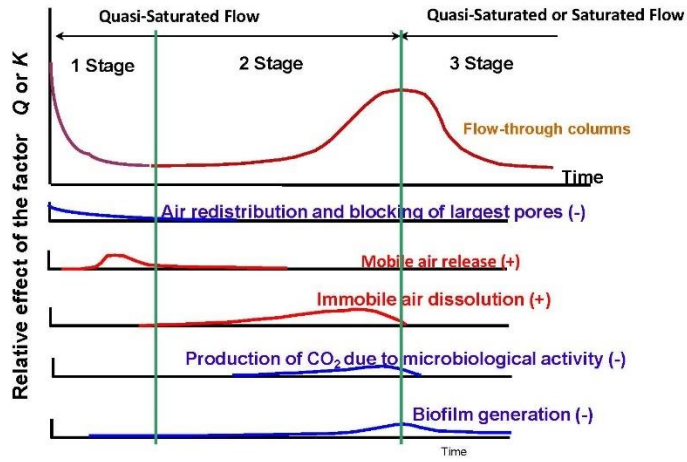 Quasi-Saturated Flow
Quasi-Saturated or Saturated Flow
1 Stage
2 Stage
3 Stage
Relative effect of the factor Q or K
Flow-through columns
Time
Air redistribution and blocking of largest pores (-)
Mobile air release (+)
Immobile air dissolution (+)
Production of CO2 due to microbiological activity (-)
Biofilm generation (-)
Time